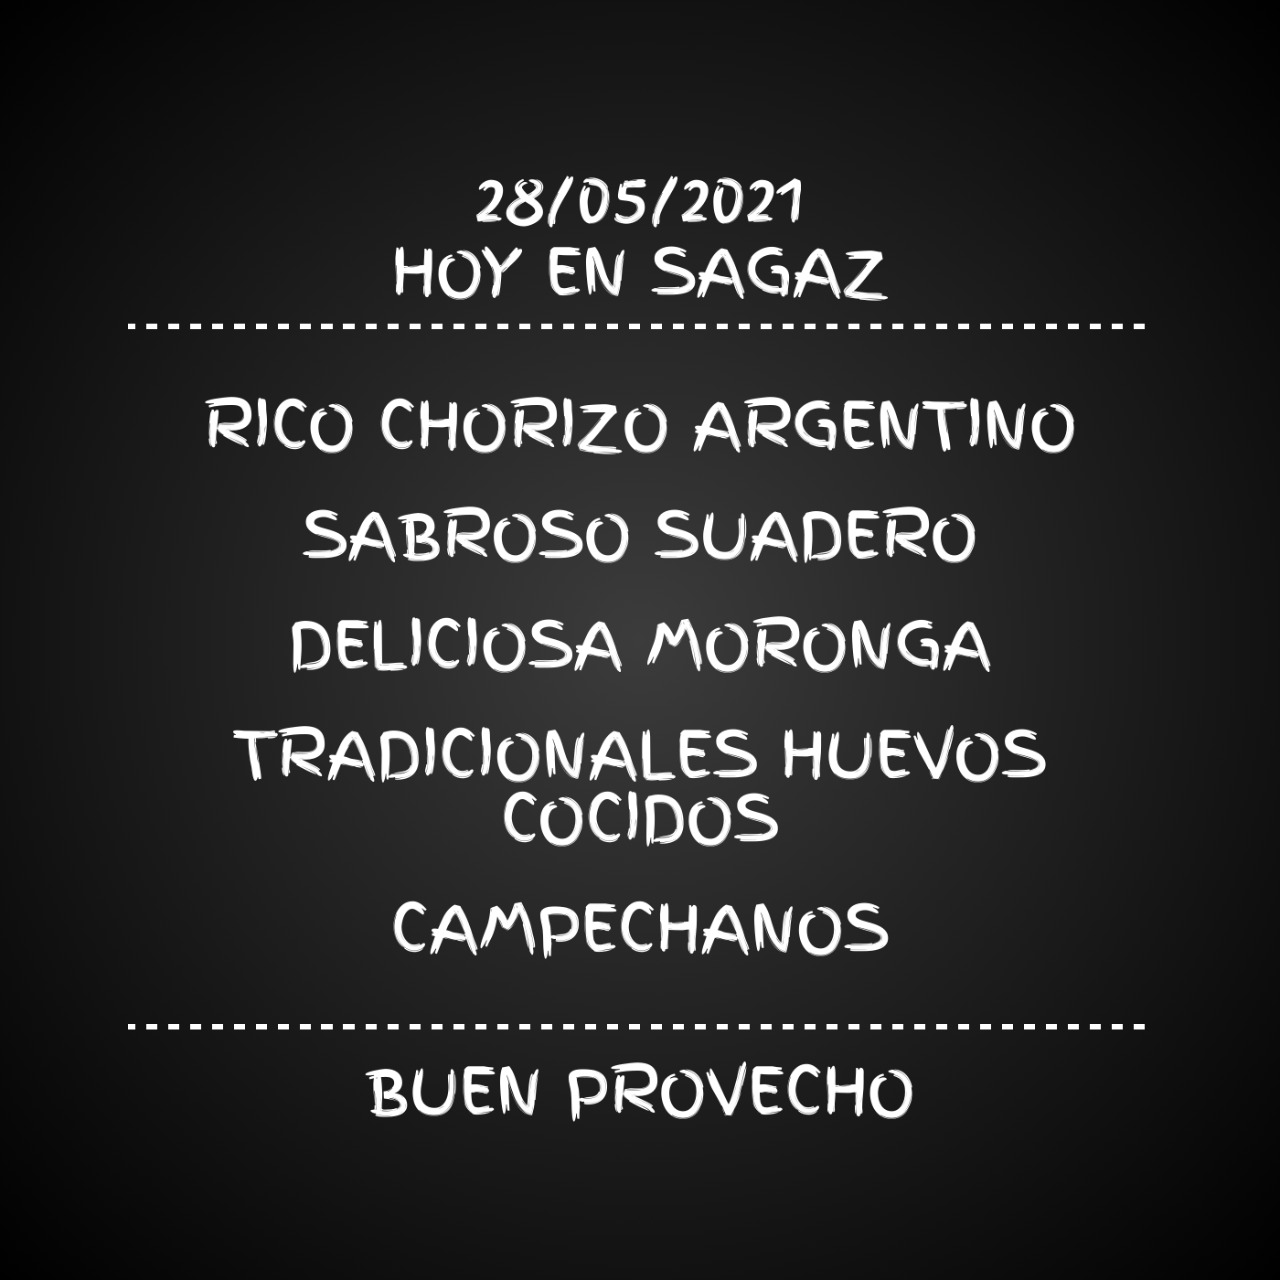 28/05/2021
HOY EN SAGAZ
RICO CHORIZO ARGENTINO
SABROSO SUADERO
DELICIOSA MORONGA
TRADICIONALES HUEVOS
COCIDOS
CAMPECHANOS
BUEN PROVECHO